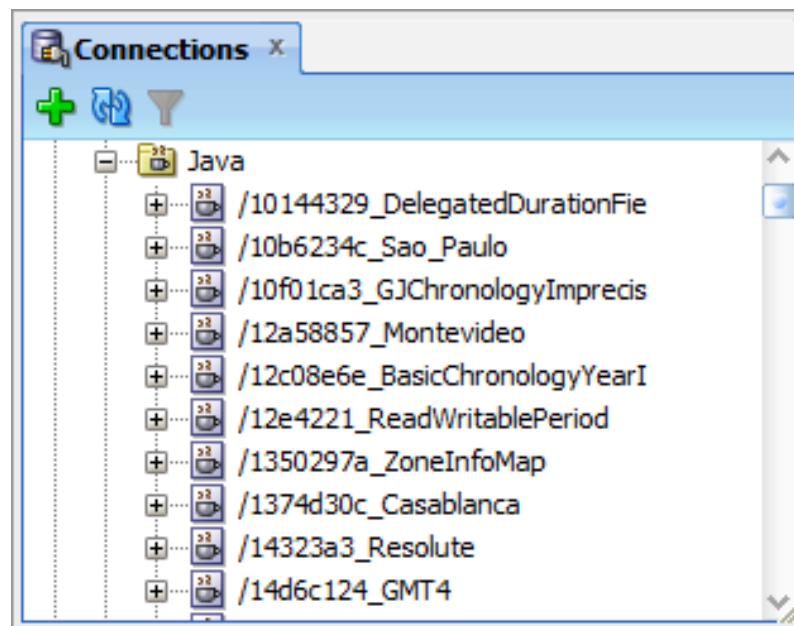 Connections
Java
/10144329_DelegatedDurationFie
/10b6234c_Sao_Paulo
/10f01ca3_GJChronologyImprecis
/12a58857_Montevideo
/12c08e6e_BasicChronologyYearI
/12e4221_ReadWritablePeriod
/1350297a_ZoneInfoMap
/1374d30c_Casablanca
/14323a3_Resolute
/14d6c124_GMT4